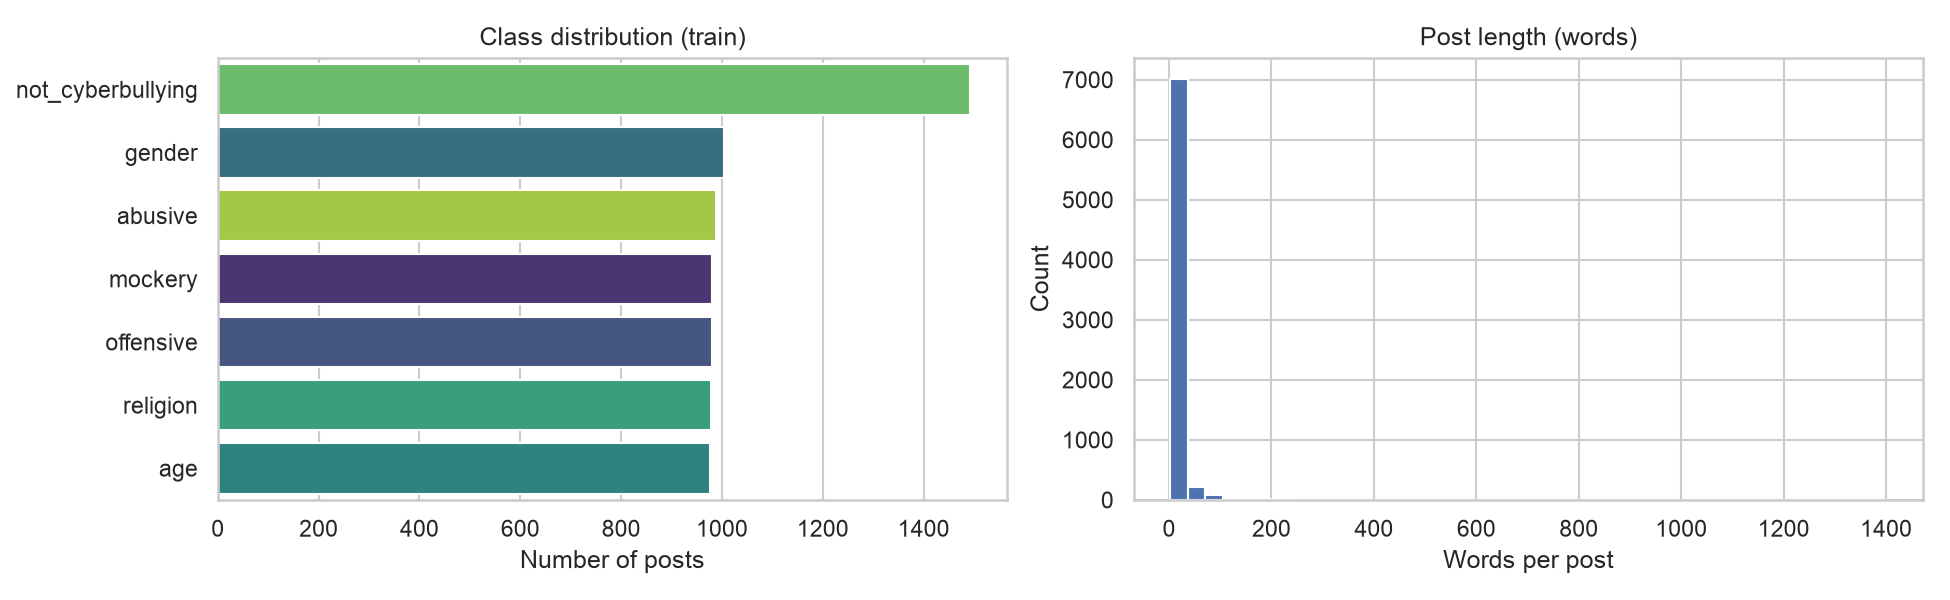 Class distribution (train)
not_cyberbullying
gender
abusive
mockery
offensive
religion
age
0 200 400 600 800 1000 1200 1400
Number of posts
Post length (words)
Count
7000
6000
5000
4000
3000
2000
1000
0
0 200 400 600 800 1000 1200 1400
Words per post